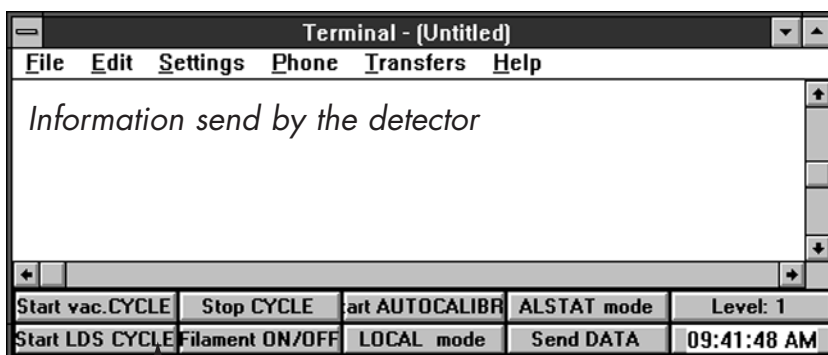 Terminal - (Untitled)
File Edit Settings Phone Transfers Help
Information send by the detector
Start vac.CYCLE Stop CYCLE art AUTOCALIBR ALSTAT mode Level: 1
Start LDS CYCLE Filament ON/OFF LOCAL mode Send DATA 09:41:48 AM